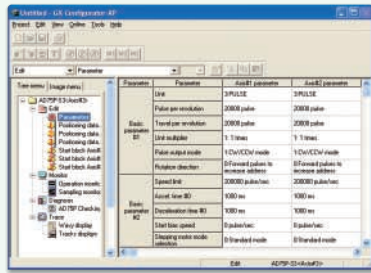 Untitled - GX Configurator-AP
Project Edit View Online Tools Help
Edit Parameter
Tree menu Image menu
AD75P-S3<Axis#3>
Edit
Parameter
Positioning data
Positioning data
Positioning data
Start block Axis#
Start block Axis#
Start block Axis#
Monitor
Operation monito
Sampling monito
Diagnosis
AD75P Checking
Trace
Wavy display
Tracks displays
Parameter Parameter Axis#1 parameter Axis#2 parameter
Basic parameter #1
Unit 3:PULSE 3:PULSE
Pulse per revolution 20000 pulse 20000 pulse
Travel per revolution 20000 pulse 20000 pulse
Unit multiplier 1: 1 times 1: 1 times
Pulse output mode 1:CW/CCW mode 1:CW/CCW mode
Rotation direction 0:Forward pulses to increase address 0:Forward pulses to increase address
Basic parameter #2
Speed limit 200000 pulse/sec 200000 pulse/sec
Accel. time #0 1000 ms 1000 ms
Deceleration time #0 1000 ms 1000 ms
Start bias speed 0 pulse/sec 0 pulse/sec
Stepping motor mode selection 0:Standard mode 0:Standard mode
Edit AD75P-S3<Axis#3>